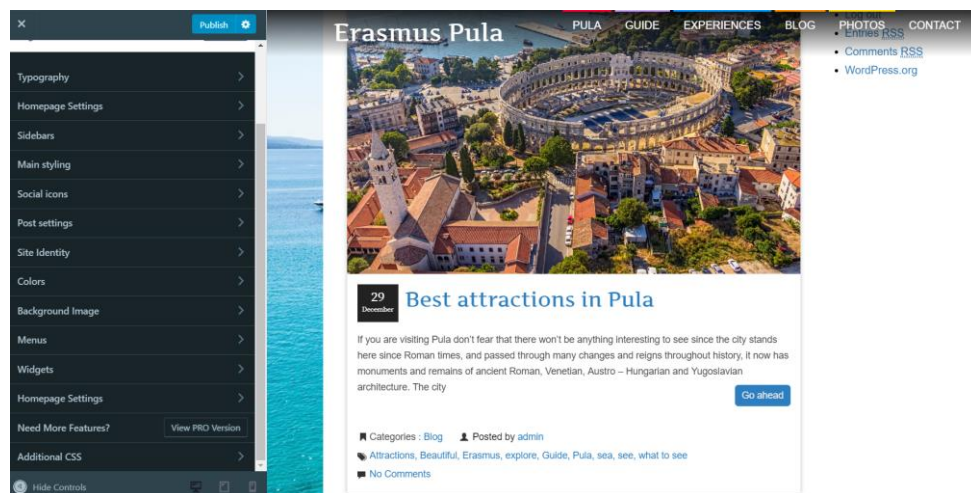 Publish
Typography
Homepage Settings
Sidebars
Main styling
Social icons
Post settings
Site Identity
Colors
Background Image
Menus
Widgets
Homepage Settings
Need More Features? View PRO Version
Additional CSS
Hide Controls
Erasmus Pula
PULA GUIDE EXPERIENCES BLOG PHOTOS CONTACT
Log out
Entries RSS
Comments RSS
WordPress.org
29
December
Best attractions in Pula
If you are visiting Pula don't fear that there won't be anything interesting to see since the city stands
here since Roman times, and passed through many changes and reigns throughout history, it now has
monuments and remains of ancient Roman, Venetian, Austro – Hungarian and Yugoslavian
architecture. The city
Go ahead
Categories : Blog Posted by admin
Attractions, Beautiful, Erasmus, explore, Guide, Pula, sea, see, what to see
No Comments